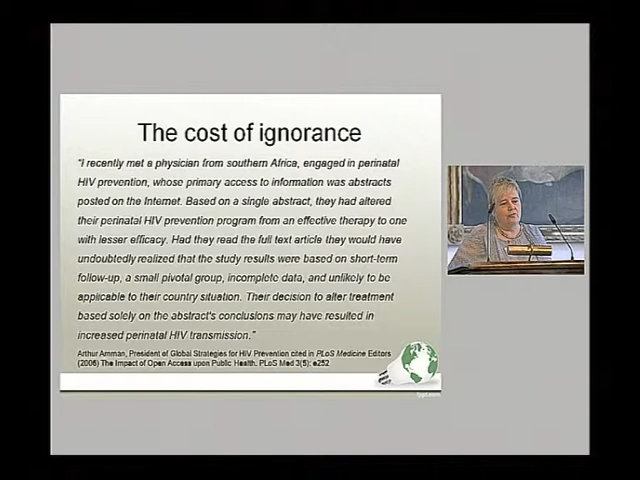 The cost of ignorance
"I recently met a physician from southern Africa, engaged in perinatal
HIV prevention, whose primary access to information was abstracts
posted on the Internet. Based on a single abstract, they had altered
their perinatal HIV prevention program from an effective therapy to one
with lesser efficacy. Had they read the full text article they would have
undoubtedly realized that the study results were based on short-term
follow-up, a small pivotal group, incomplete data, and unlikely to be
applicable to their country situation. Their decision to alter treatment
based solely on the abstract's conclusions may have resulted in
increased perinatal HIV transmission."
Arthur Amman, President of Global Strategies for HIV Prevention cited in PLoS Medicine Editors
(2006) The Impact of Open Access upon Public Health. PLoS Med 3(5): e252